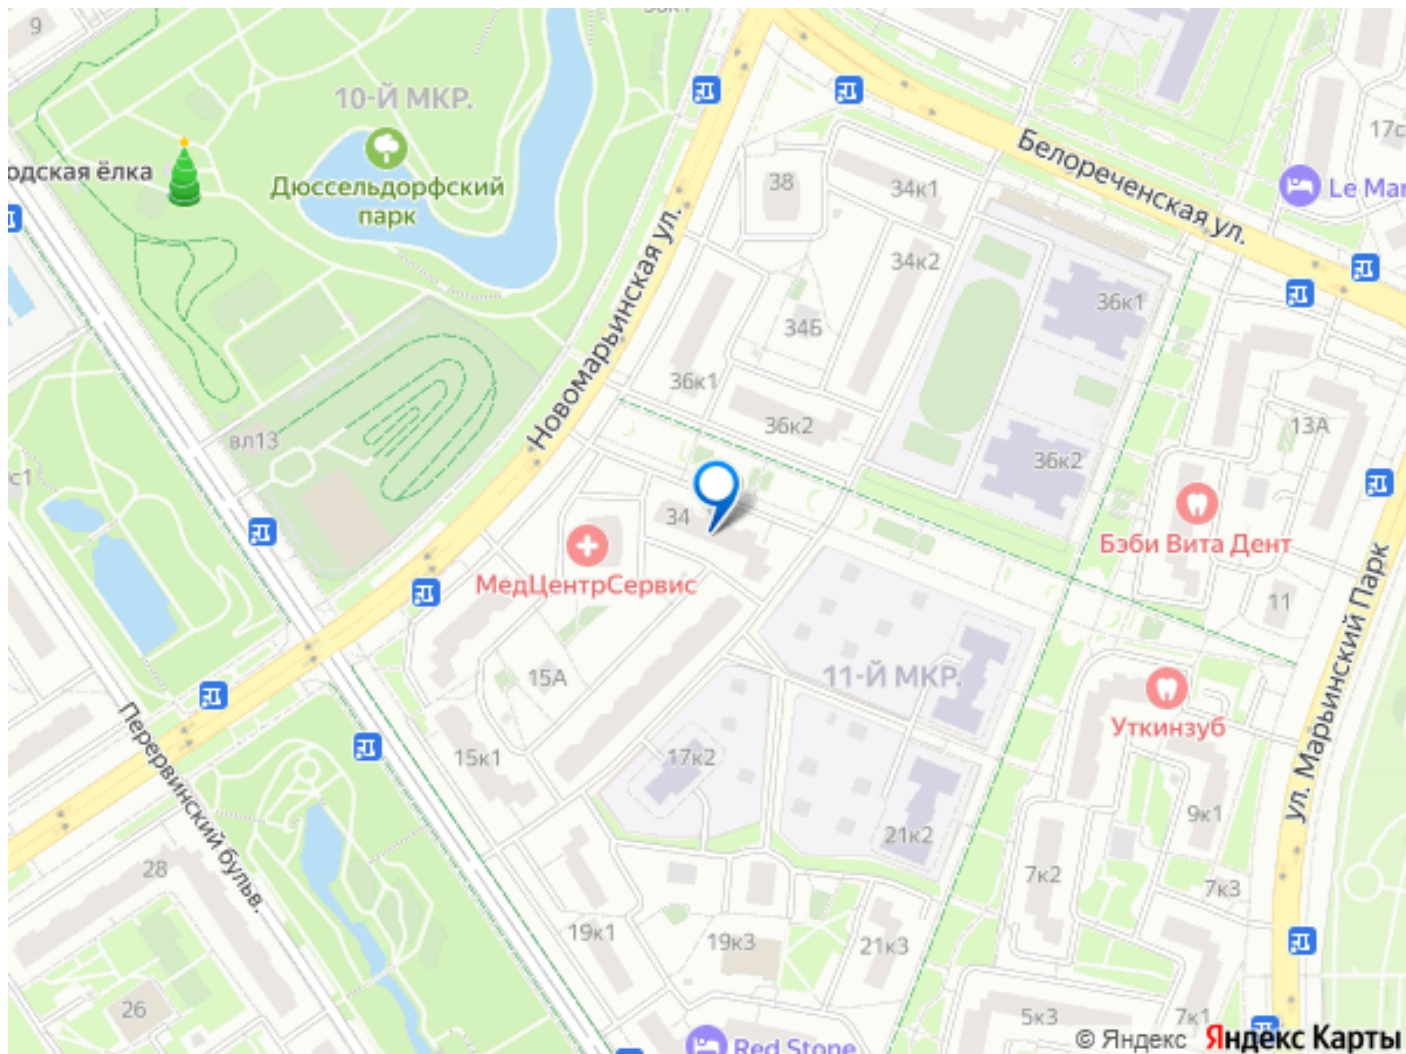 9
10-Й МКР.
Дюссельдорфский
парк
одская ёлка
Новомарьинская ул.
Белореченская ул.
17с
Le Mar
38
34к1
34к2
34Б
36к1
36к1
36к2
36к2
13А
вл13
с1
34
МедЦентрСервис
Бэби Вита Дент
11
ул. Марьинский Парк
11-Й МКР.
15А
Уткинзуб
15к1
17к2
Перервинский бульв.
9к1
21к2
28
7к2
7к3
19к1
19к3
21к3
26
5к3
7к1
Red Stone
© Яндекс Яндекс Карты